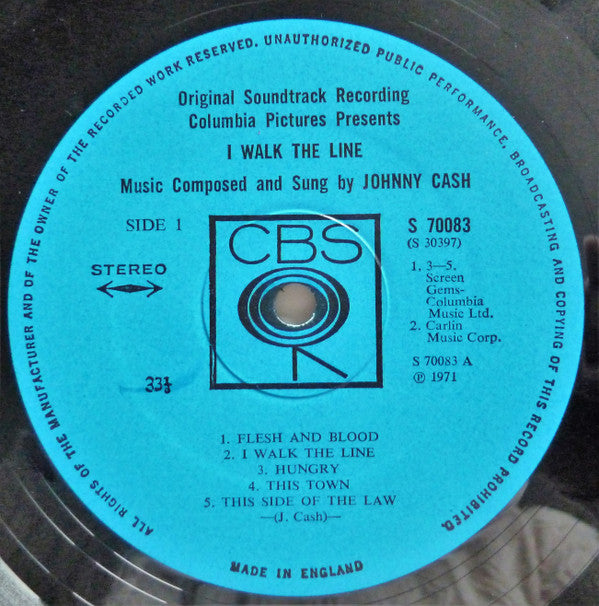 ALL RIGHTS OF THE MANUFACTURER AND OF THE OWNER OF THE RECORDED WORK RESERVED. UNAUTHORIZED PUBLIC PERFORMANCE, BROADCASTING AND COPYING OF THIS RECORD PROHIBITED.
Original Soundtrack Recording
Columbia Pictures Presents
I WALK THE LINE
Music Composed and Sung by JOHNNY CASH
SIDE 1
STEREO
33⅓
CBS
S 70083
(S 30397)
1. 3—5.
Screen
Gems-
Columbia
Music Ltd.
2. Carlin
Music Corp.
S 70083 A
℗ 1971
1. FLESH AND BLOOD
2. I WALK THE LINE
3. HUNGRY
4. THIS TOWN
5. THIS SIDE OF THE LAW
—(J. Cash)—
MADE IN ENGLAND